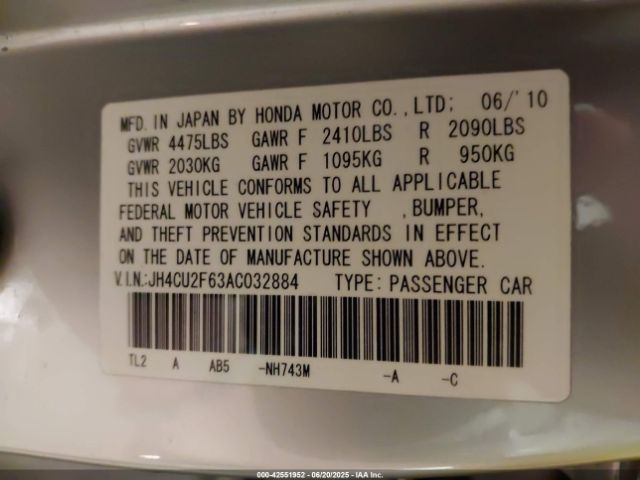 MFD. IN JAPAN BY HONDA MOTOR CO.,LTD; 06/'10
GVWR 4475LBS GAWR F 2410LBS R 2090LBS
GVWR 2030KG GAWR F 1095KG R 950KG
THIS VEHICLE CONFORMS TO ALL APPLICABLE
FEDERAL MOTOR VEHICLE SAFETY , BUMPER,
AND THEFT PREVENTION STANDARDS IN EFFECT
ON THE DATE OF MANUFACTURE SHOWN ABOVE.
V.I.N.:JH4CU2F63AC032884 TYPE: PASSENGER CAR
TL2 A AB5 -NH743M -A -C
000-42551952 - 06/20/2025 - IAA Inc.